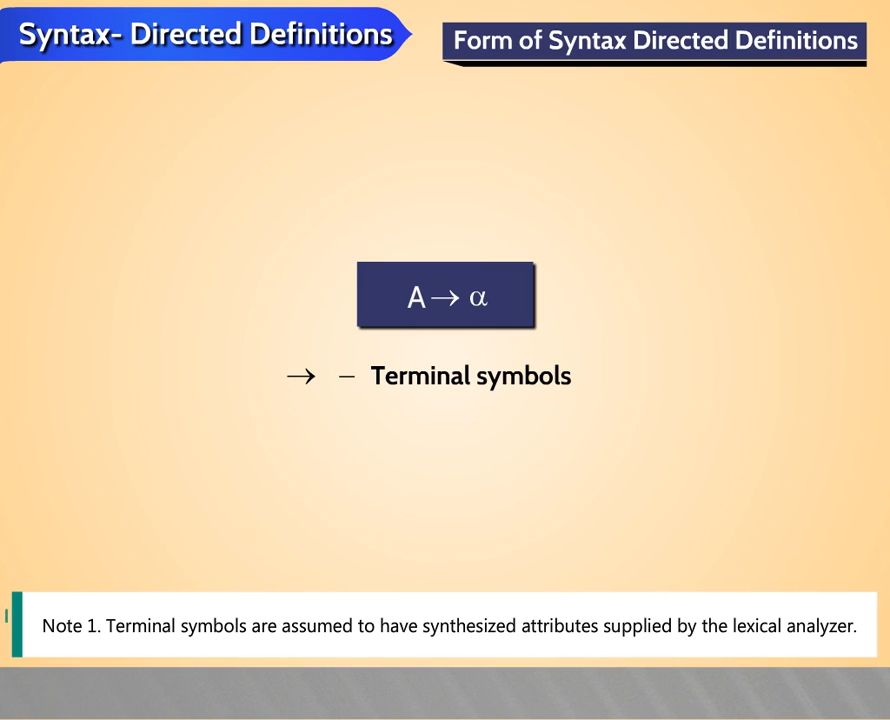 Syntax- Directed Definitions
Form of Syntax Directed Definitions
A → α
→ – Terminal symbols
Note 1. Terminal symbols are assumed to have synthesized attributes supplied by the lexical analyzer.